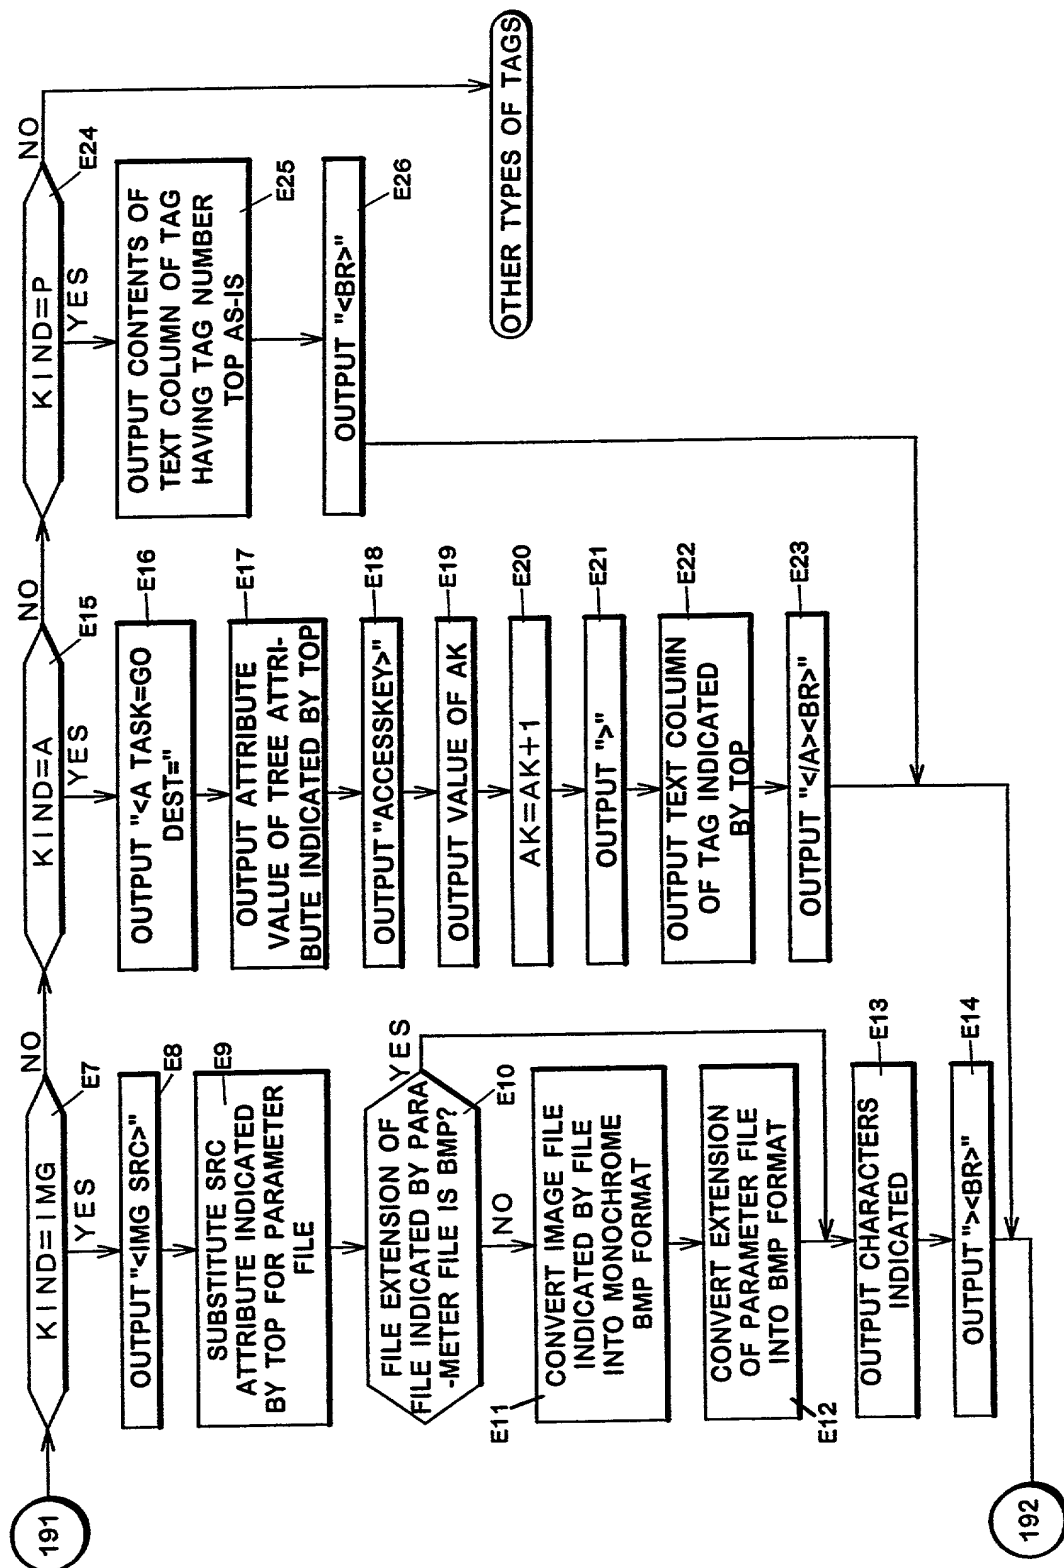 191
KIND=IMG
NO
E7
YES
OUTPUT "<IMG SRC>"
E8
SUBSTITUTE SRC
ATTRIBUTE INDICATED
BY TOP FOR PARAMETER
FILE
E9
FILE EXTENSION OF
FILE INDICATED BY PARA
-METER FILE IS BMP?
YES
E10
NO
CONVERT IMAGE FILE
INDICATED BY FILE
INTO MONOCHROME
BMP FORMAT
E11
CONVERT EXTENSION
OF PARAMETER FILE
INTO BMP FORMAT
E12
OUTPUT CHARACTERS
INDICATED
E13
OUTPUT "><BR>"
E14
192
KIND=A
NO
E15
YES
OUTPUT "<A TASK=GO
DEST="
E16
OUTPUT ATTRIBUTE
VALUE OF TREE ATTRI-
BUTE INDICATED BY TOP
E17
OUTPUT "ACCESSKEY>"
E18
OUTPUT VALUE OF AK
E19
AK=AK+1
E20
OUTPUT ">"
E21
OUTPUT TEXT COLUMN
OF TAG INDICATED
BY TOP
E22
OUTPUT "</A><BR>"
E23
KIND=P
NO
E24
YES
OUTPUT CONTENTS OF
TEXT COLUMN OF TAG
HAVING TAG NUMBER
TOP AS-IS
E25
OUTPUT "<BR>"
E26
OTHER TYPES OF TAGS